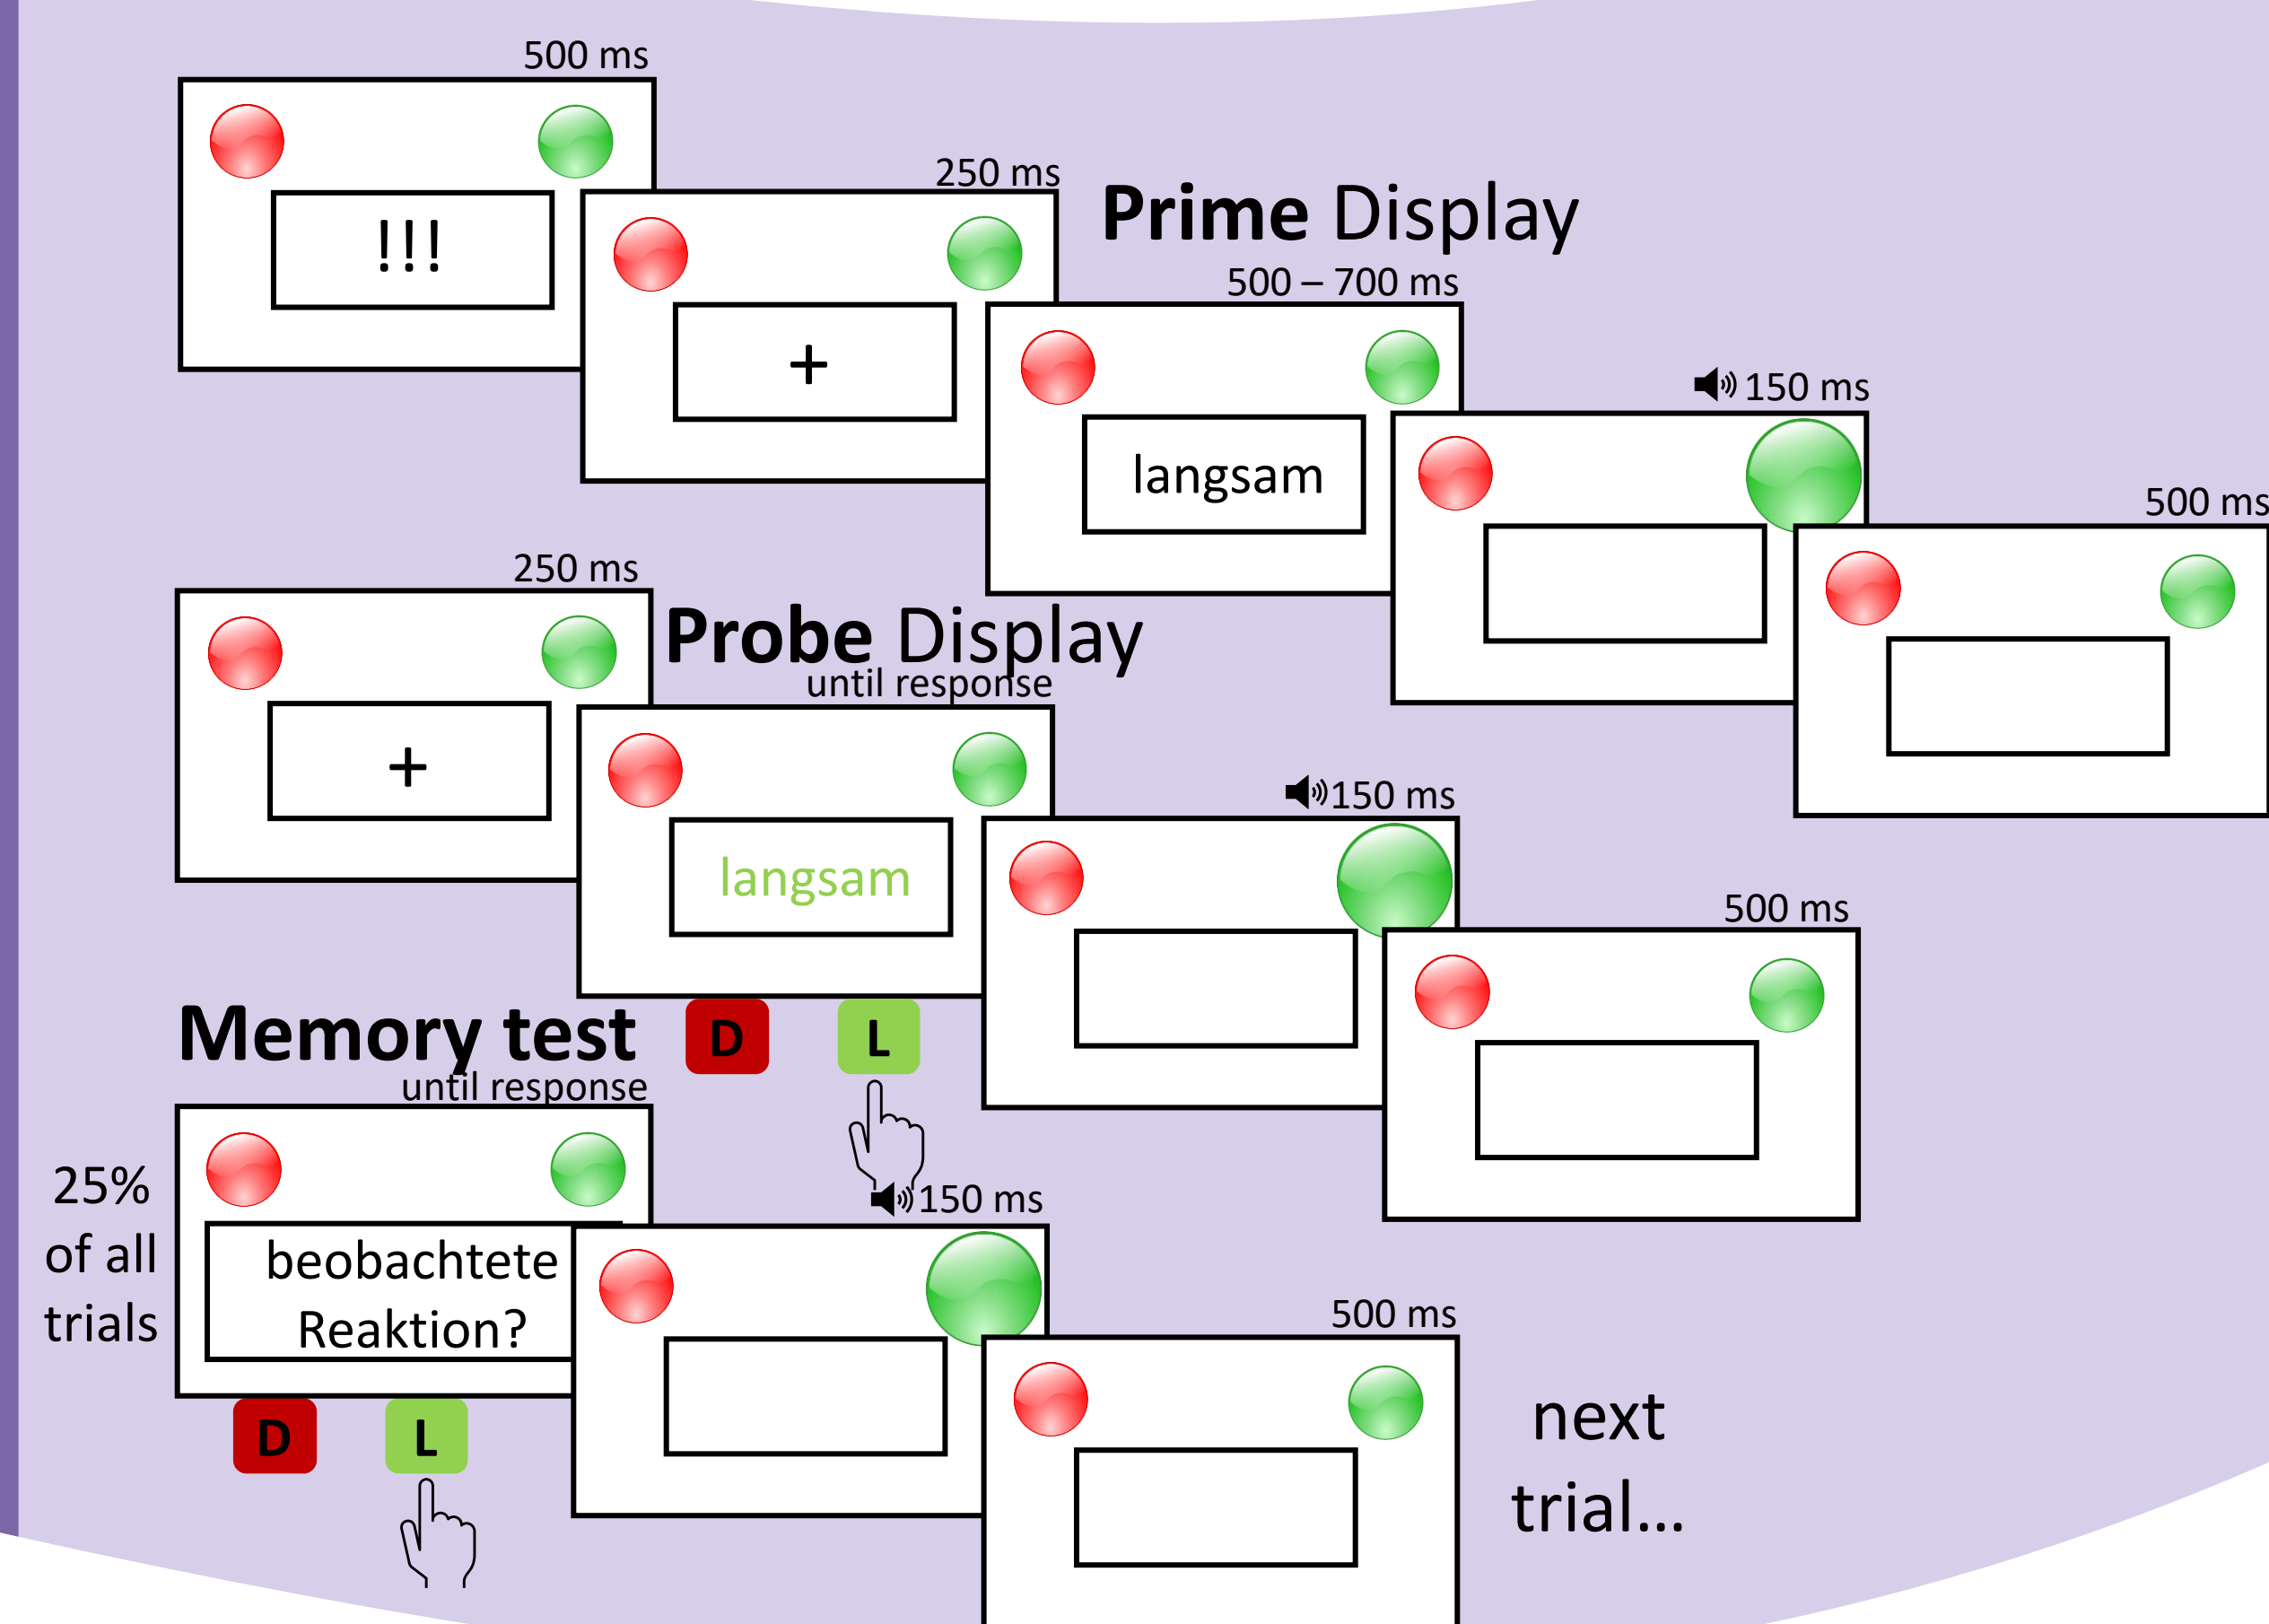 500 ms
!!!
250 ms
+
Prime Display
500 – 700 ms
langsam
150 ms
500 ms
250 ms
+
Probe Display
until response
langsam
D L
150 ms
500 ms
Memory test
until response
25%
of all
trials
beobachtete
Reaktion?
D L
150 ms
500 ms
next
trial...